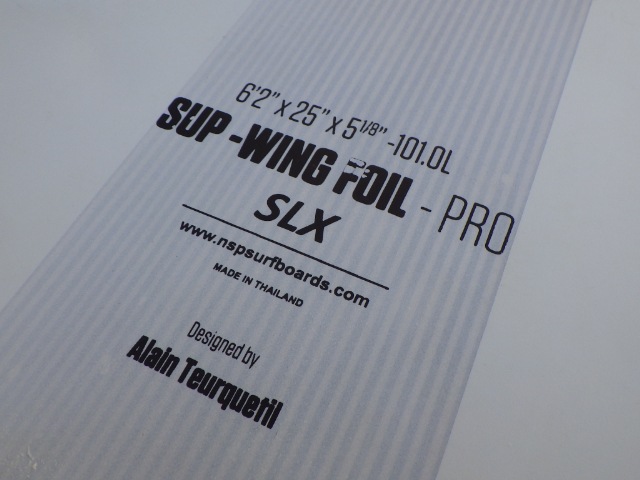 6'2" x 25" x 5 1/8" -101.0L
SUP - WING FOIL - PRO
SLX
www.nspsurfboards.com
MADE IN THAILAND
Designed by
Alain Teurquetil